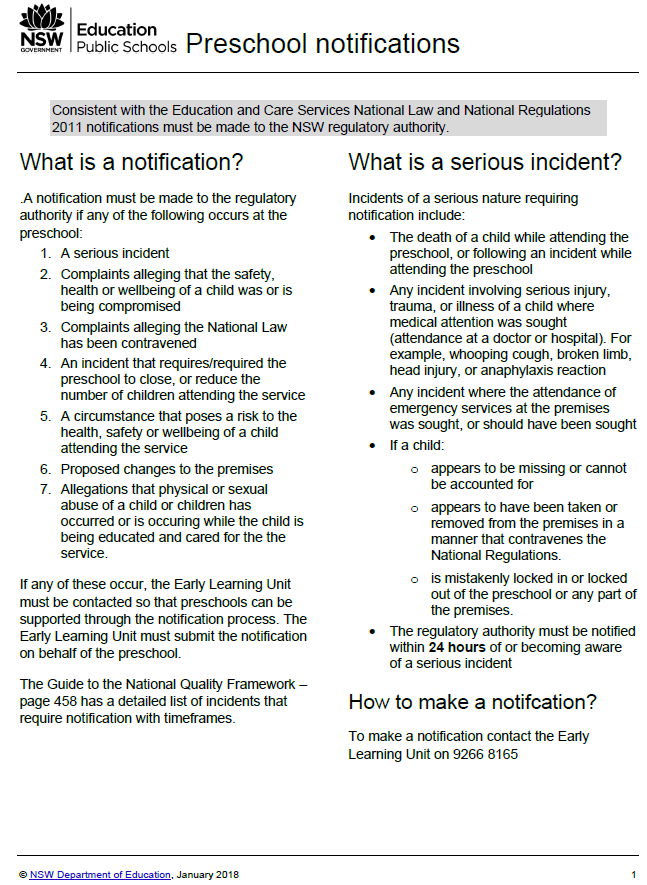 NSW
GOVERNMENT
Education
Public Schools
Preschool notifications
Consistent with the Education and Care Services National Law and National Regulations
2011 notifications must be made to the NSW regulatory authority.
What is a notification?
.A notification must be made to the regulatory
authority if any of the following occurs at the
preschool:
1. A serious incident
2. Complaints alleging that the safety,
health or wellbeing of a child was or is
being compromised
3. Complaints alleging the National Law
has been contravened
4. An incident that requires/required the
preschool to close, or reduce the
number of children attending the service
5. A circumstance that poses a risk to the
health, safety or wellbeing of a child
attending the service
6. Proposed changes to the premises
7. Allegations that physical or sexual
abuse of a child or children has
occurred or is occuring while the child is
being educated and cared for the the
service.
If any of these occur, the Early Learning Unit
must be contacted so that preschools can be
supported through the notification process. The
Early Learning Unit must submit the notification
on behalf of the preschool.
The Guide to the National Quality Framework –
page 458 has a detailed list of incidents that
require notification with timeframes.
What is a serious incident?
Incidents of a serious nature requiring
notification include:
• The death of a child while attending the
preschool, or following an incident while
attending the preschool
• Any incident involving serious injury,
trauma, or illness of a child where
medical attention was sought
(attendance at a doctor or hospital). For
example, whooping cough, broken limb,
head injury, or anaphylaxis reaction
• Any incident where the attendance of
emergency services at the premises
was sought, or should have been sought
• If a child:
o appears to be missing or cannot
be accounted for
o appears to have been taken or
removed from the premises in a
manner that contravenes the
National Regulations.
o is mistakenly locked in or locked
out of the preschool or any part of
the premises.
• The regulatory authority must be notified
within 24 hours of or becoming aware
of a serious incident
How to make a notifcation?
To make a notification contact the Early
Learning Unit on 9266 8165
© NSW Department of Education, January 2018
1